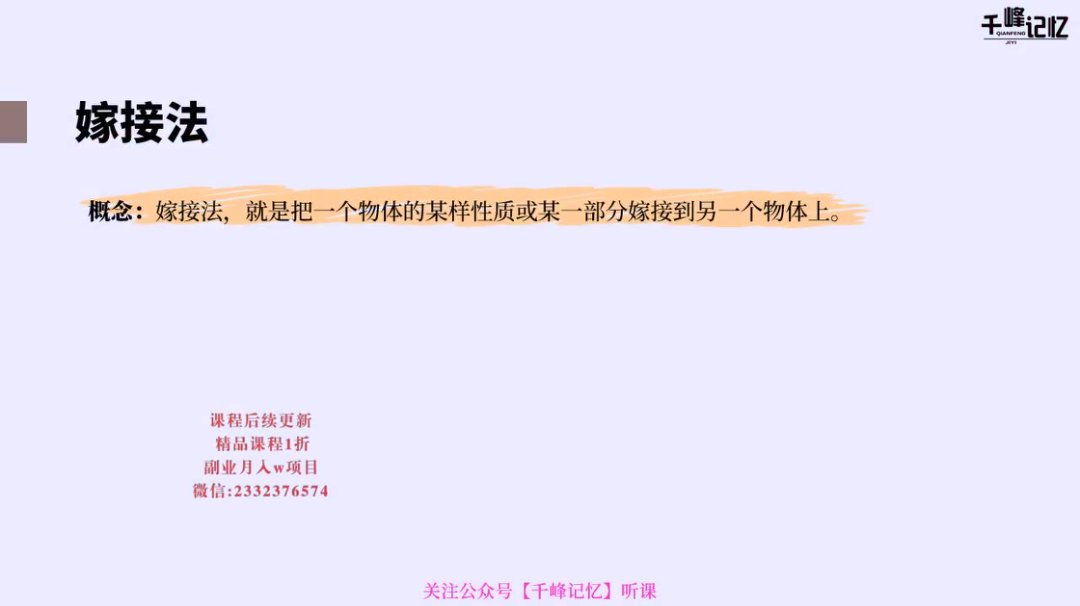 千峰记忆
QIANFENG
JIYI
嫁接法
概念：嫁接法，就是把一个物体的某样性质或某一部分嫁接到另一个物体上。
课程后续更新
精品课程1折
副业月入w项目
微信:2332376574
关注公众号【千峰记忆】听课